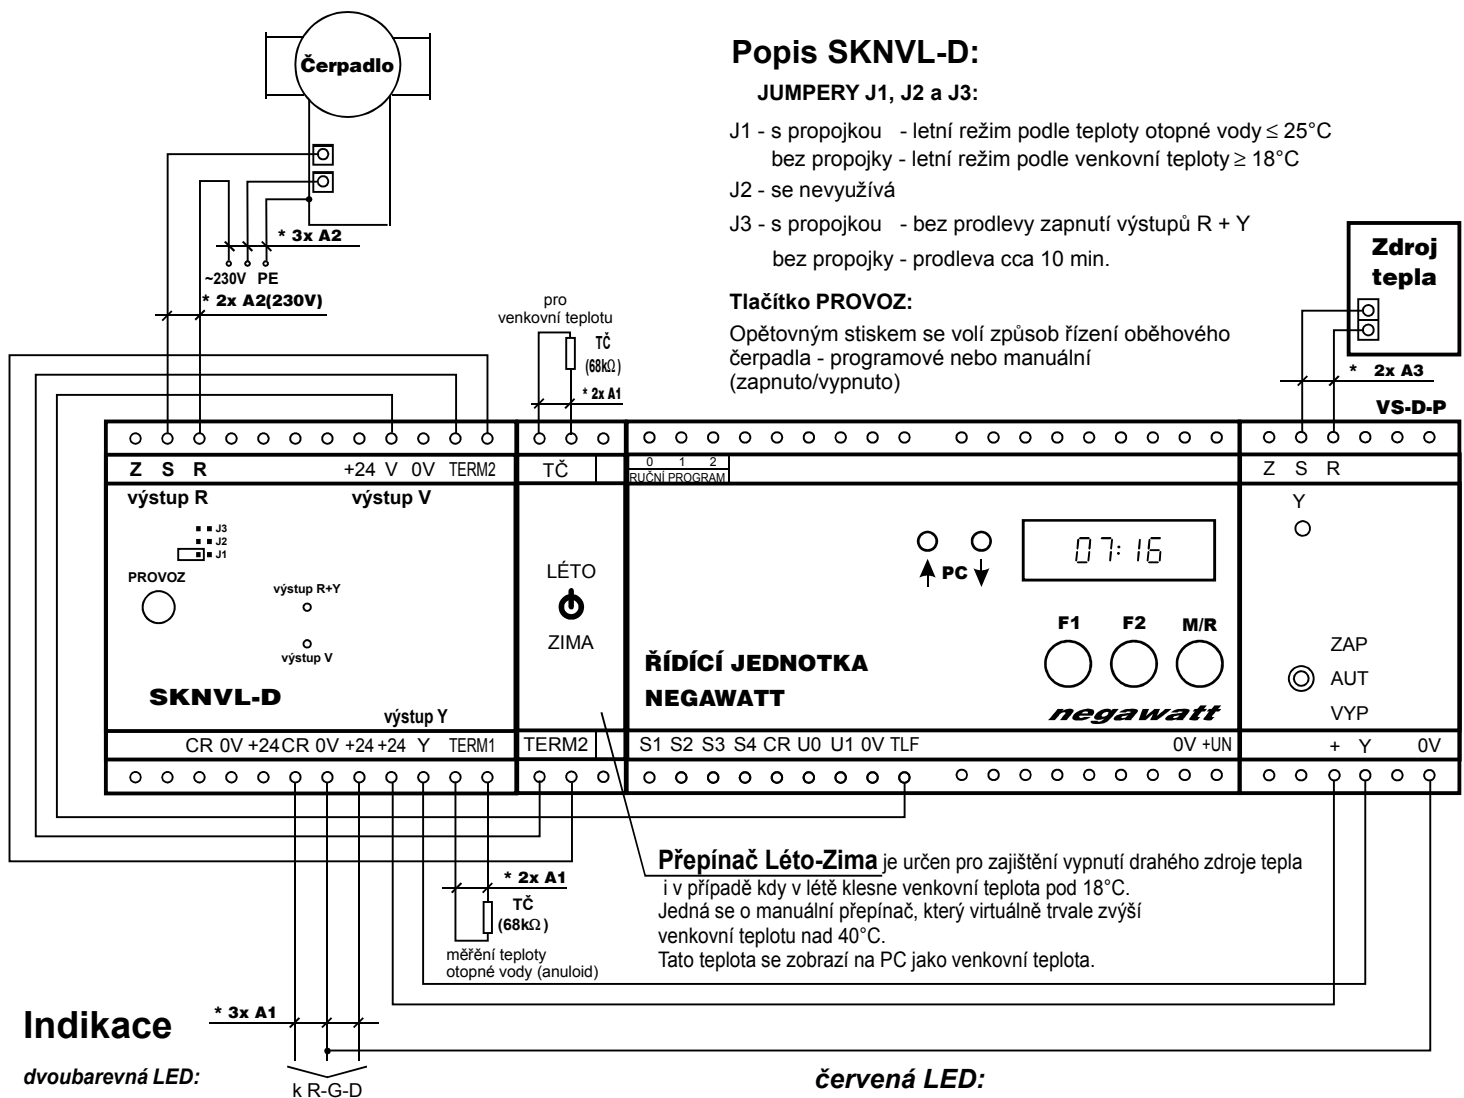 Čerpadlo
* 3x A2
~230V PE
* 2x A2(230V)
Popis SKNVL-D:
JUMPERY J1, J2 a J3:
J1 - s propojkou - letní režim podle teploty otopné vody ≤ 25°C
bez propojky - letní režim podle venkovní teploty ≥ 18°C
J2 - se nevyužívá
J3 - s propojkou - bez prodlevy zapnutí výstupů R + Y
bez propojky - prodleva cca 10 min.
Tlačítko PROVOZ:
Opětovným stiskem se volí způsob řízení oběhového
čerpadla - programové nebo manuální
(zapnuto/vypnuto)
pro
venkovní teplotu
TČ
(68kΩ)
* 2x A1
Zdroj
tepla
* 2x A3
VS-D-P
Z S R +24 V 0V TERM2
výstup R výstup V
J3
J2
J1
PROVOZ
výstup R+Y
výstup V
SKNVL-D
výstup Y
CR 0V +24 CR 0V +24 +24 Y TERM1
TČ
LÉTO
ZIMA
TERM2
0 1 2
RUČNÍ PROGRAM
PC
07:16
F1 F2 M/R
ŘÍDÍCÍ JEDNOTKA
NEGAWATT
negawatt
S1 S2 S3 S4 CR U0 U1 0V TLF 0V +UN
Z S R
Y
ZAP
AUT
VYP
+ Y 0V
* 2x A1
TČ
(68kΩ)
měření teploty
otopné vody (anuloid)
Přepínač Léto-Zima je určen pro zajištění vypnutí drahého zdroje tepla
i v případě kdy v létě klesne venkovní teplota pod 18°C.
Jedná se o manuální přepínač, který virtuálně trvale zvýší
venkovní teplotu nad 40°C.
Tato teplota se zobrazí na PC jako venkovní teplota.
Indikace
* 3x A1
dvoubarevná LED:
k R-G-D
červená LED: